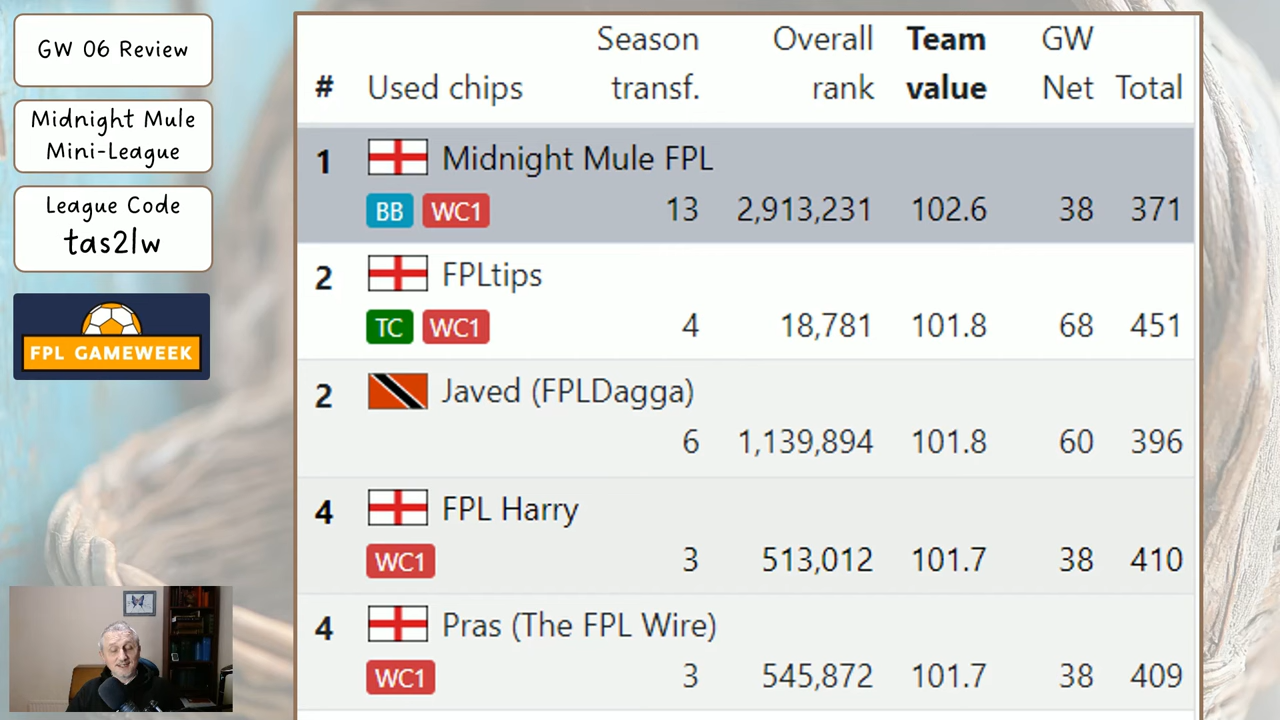 GW 06 Review
Midnight Mule
Mini-League
League Code
tas2lw
FPL GAMEWEEK
# Used chips Season transf. Overall rank Team value GW Net Total
1 Midnight Mule FPL
BB WC1 13 2,913,231 102.6 38 371
2 FPLtips
TC WC1 4 18,781 101.8 68 451
2 Javed (FPLDagga)
6 1,139,894 101.8 60 396
4 FPL Harry
WC1 3 513,012 101.7 38 410
4 Pras (The FPL Wire)
WC1 3 545,872 101.7 38 409